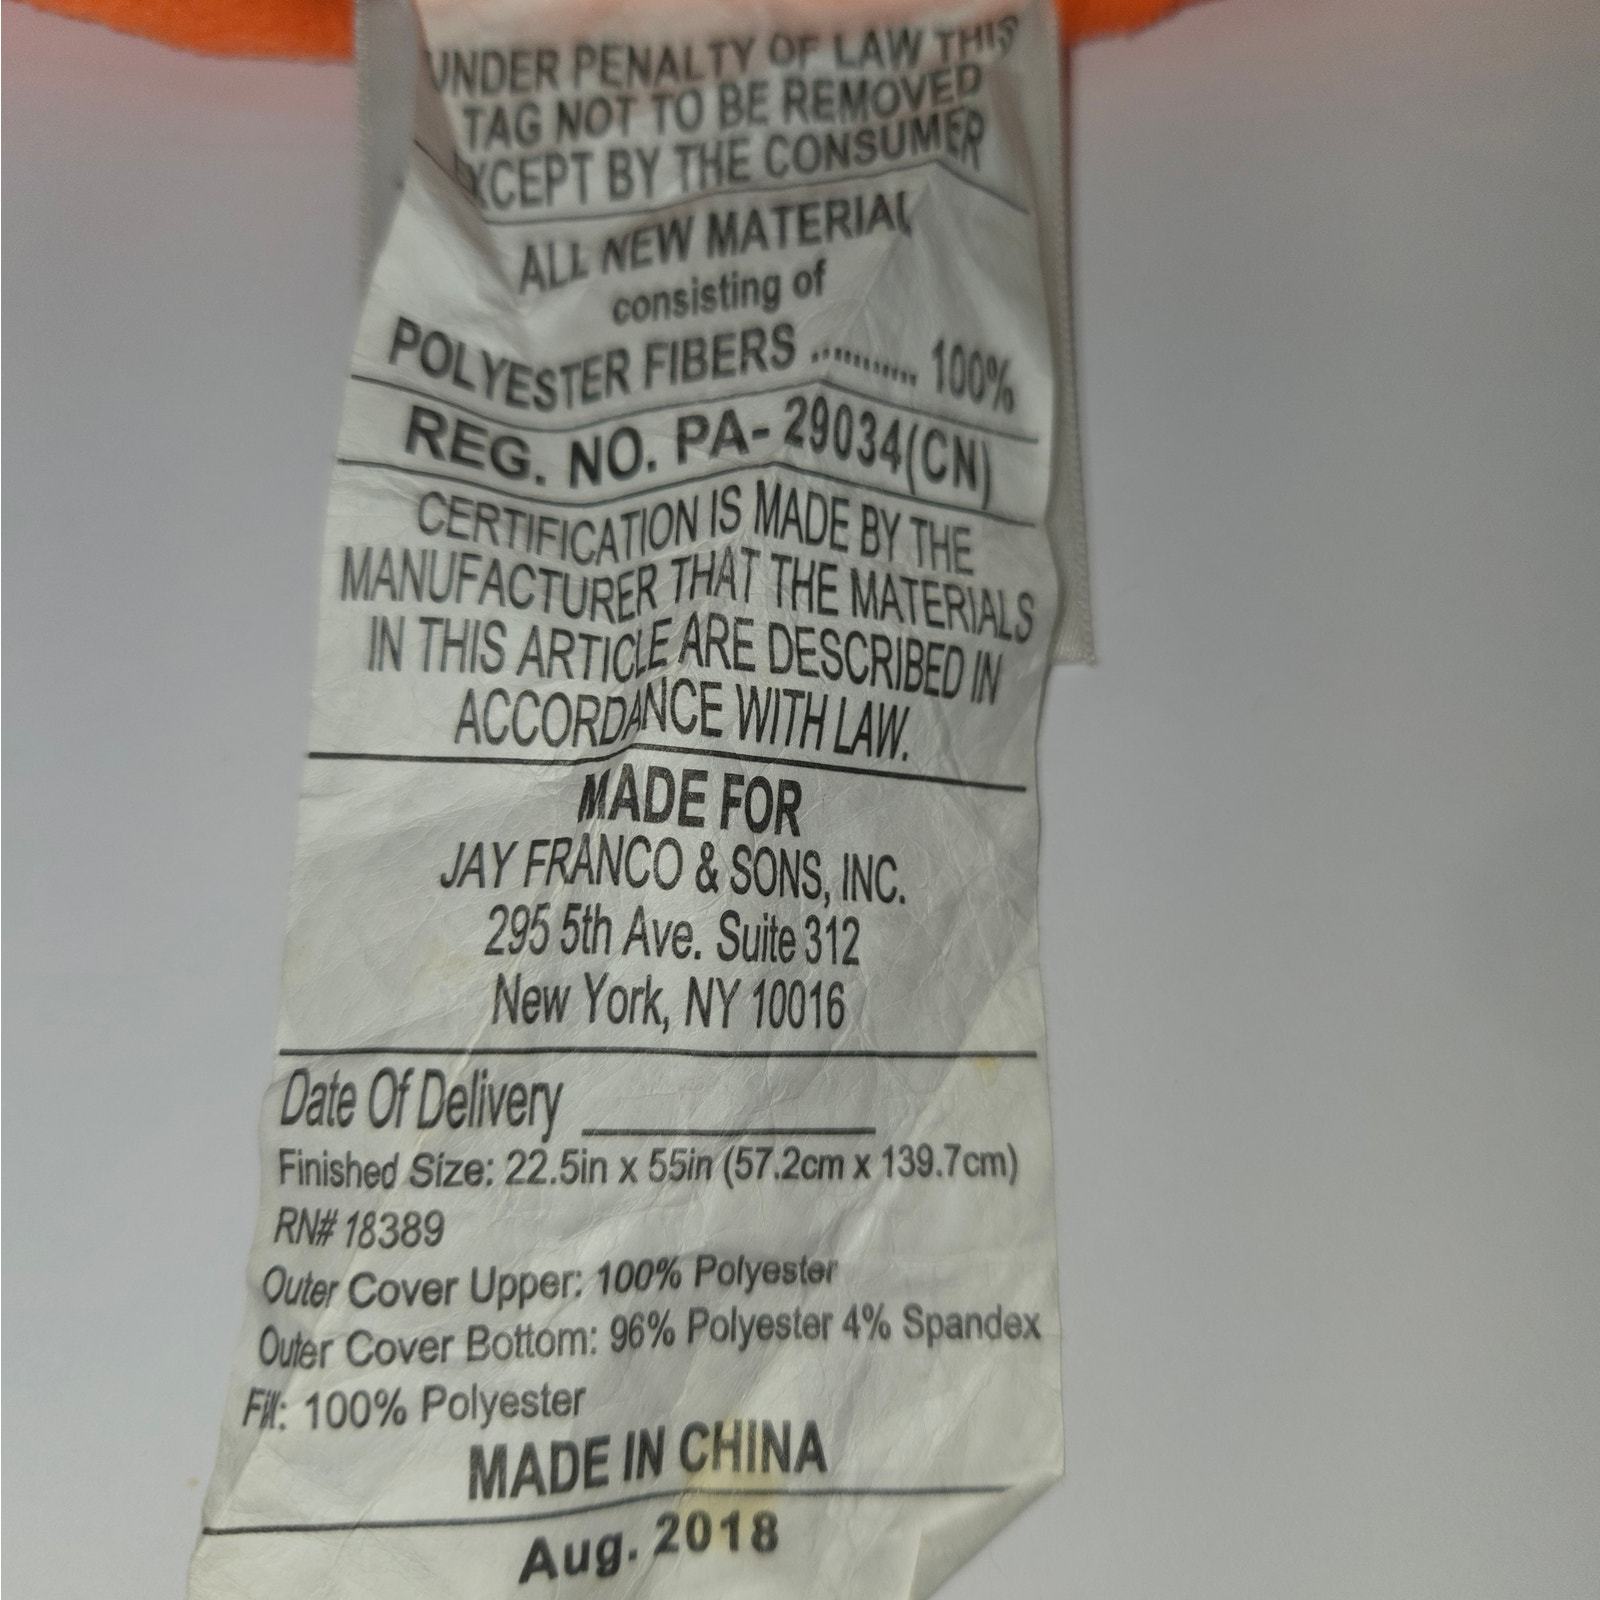 UNDER PENALTY OF LAW THIS
TAG NOT TO BE REMOVED
XCEPT BY THE CONSUMER
ALL NEW MATERIAL
consisting of
POLYESTER FIBERS ........... 100%
REG. NO. PA- 29034(CN)
CERTIFICATION IS MADE BY THE
MANUFACTURER THAT THE MATERIALS
IN THIS ARTICLE ARE DESCRIBED IN
ACCORDANCE WITH LAW.
MADE FOR
JAY FRANCO & SONS, INC.
295 5th Ave. Suite 312
New York, NY 10016
Date Of Delivery ____________
Finished Size: 22.5in x 55in (57.2cm x 139.7cm)
RN# 18389
Outer Cover Upper: 100% Polyester
Outer Cover Bottom: 96% Polyester 4% Spandex
Fill: 100% Polyester
MADE IN CHINA
Aug. 2018